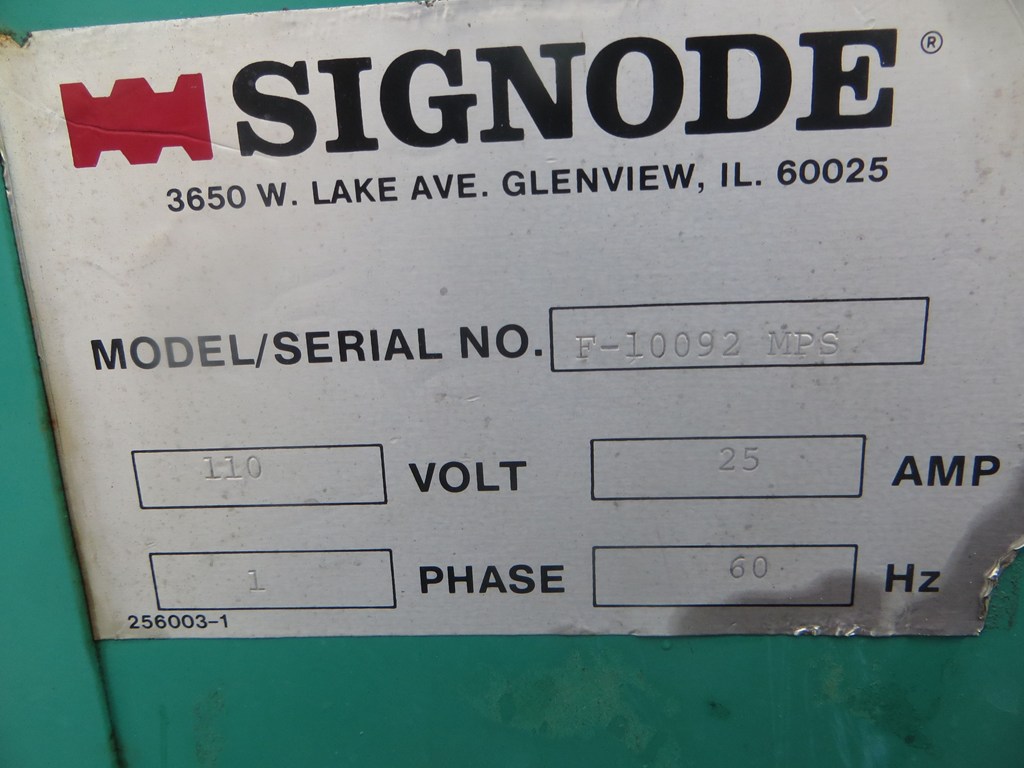 SIGNODE ®
3650 W. LAKE AVE. GLENVIEW, IL. 60025
MODEL/SERIAL NO. F-10092 MPS
110 VOLT 25 AMP
1 PHASE 60 Hz
256003-1